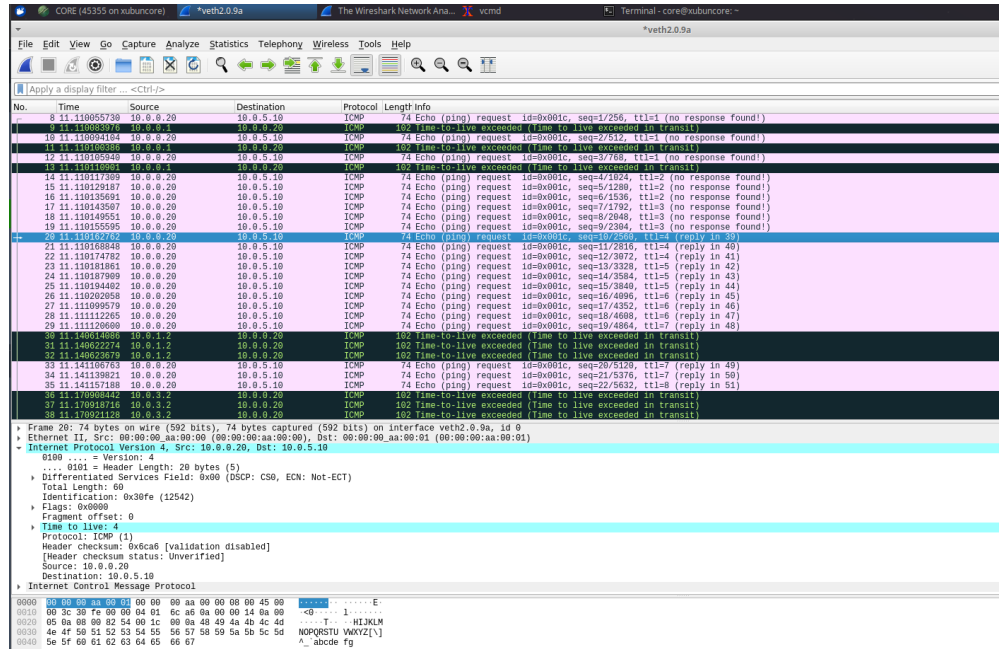 CORE (45355 on xubuncore) *veth2.0.9a The Wireshark Network Ana... vcmd Terminal - core@xubuncore: ~
*veth2.0.9a
File Edit View Go Capture Analyze Statistics Telephony Wireless Tools Help
Apply a display filter ... <Ctrl-/>
No. Time Source Destination Protocol Length Info
8 11.110055730 10.0.0.20 10.0.5.10 ICMP 74 Echo (ping) request id=0x001c, seq=1/256, ttl=1 (no response found!)
9 11.110083976 10.0.0.1 10.0.0.20 ICMP 102 Time-to-live exceeded (Time to live exceeded in transit)
10 11.110094104 10.0.0.20 10.0.5.10 ICMP 74 Echo (ping) request id=0x001c, seq=2/512, ttl=1 (no response found!)
11 11.110100386 10.0.0.1 10.0.0.20 ICMP 102 Time-to-live exceeded (Time to live exceeded in transit)
12 11.110105940 10.0.0.20 10.0.5.10 ICMP 74 Echo (ping) request id=0x001c, seq=3/768, ttl=1 (no response found!)
13 11.110110901 10.0.0.1 10.0.0.20 ICMP 102 Time-to-live exceeded (Time to live exceeded in transit)
14 11.110117309 10.0.0.20 10.0.5.10 ICMP 74 Echo (ping) request id=0x001c, seq=4/1024, ttl=2 (no response found!)
15 11.110129187 10.0.0.20 10.0.5.10 ICMP 74 Echo (ping) request id=0x001c, seq=5/1280, ttl=2 (no response found!)
16 11.110135691 10.0.0.20 10.0.5.10 ICMP 74 Echo (ping) request id=0x001c, seq=6/1536, ttl=2 (no response found!)
17 11.110143507 10.0.0.20 10.0.5.10 ICMP 74 Echo (ping) request id=0x001c, seq=7/1792, ttl=3 (no response found!)
18 11.110149551 10.0.0.20 10.0.5.10 ICMP 74 Echo (ping) request id=0x001c, seq=8/2048, ttl=3 (no response found!)
19 11.110155595 10.0.0.20 10.0.5.10 ICMP 74 Echo (ping) request id=0x001c, seq=9/2304, ttl=3 (no response found!)
20 11.110162762 10.0.0.20 10.0.5.10 ICMP 74 Echo (ping) request id=0x001c, seq=10/2560, ttl=4 (reply in 39)
21 11.110168848 10.0.0.20 10.0.5.10 ICMP 74 Echo (ping) request id=0x001c, seq=11/2816, ttl=4 (reply in 40)
22 11.110174782 10.0.0.20 10.0.5.10 ICMP 74 Echo (ping) request id=0x001c, seq=12/3072, ttl=4 (reply in 41)
23 11.110181861 10.0.0.20 10.0.5.10 ICMP 74 Echo (ping) request id=0x001c, seq=13/3328, ttl=5 (reply in 42)
24 11.110187909 10.0.0.20 10.0.5.10 ICMP 74 Echo (ping) request id=0x001c, seq=14/3584, ttl=5 (reply in 43)
25 11.110194402 10.0.0.20 10.0.5.10 ICMP 74 Echo (ping) request id=0x001c, seq=15/3840, ttl=5 (reply in 44)
26 11.110202058 10.0.0.20 10.0.5.10 ICMP 74 Echo (ping) request id=0x001c, seq=16/4096, ttl=6 (reply in 45)
27 11.111099579 10.0.0.20 10.0.5.10 ICMP 74 Echo (ping) request id=0x001c, seq=17/4352, ttl=6 (reply in 46)
28 11.111112265 10.0.0.20 10.0.5.10 ICMP 74 Echo (ping) request id=0x001c, seq=18/4608, ttl=6 (reply in 47)
29 11.111120600 10.0.0.20 10.0.5.10 ICMP 74 Echo (ping) request id=0x001c, seq=19/4864, ttl=7 (reply in 48)
30 11.140614086 10.0.1.2 10.0.0.20 ICMP 102 Time-to-live exceeded (Time to live exceeded in transit)
31 11.140622274 10.0.1.2 10.0.0.20 ICMP 102 Time-to-live exceeded (Time to live exceeded in transit)
32 11.140623679 10.0.1.2 10.0.0.20 ICMP 102 Time-to-live exceeded (Time to live exceeded in transit)
33 11.141106763 10.0.0.20 10.0.5.10 ICMP 74 Echo (ping) request id=0x001c, seq=20/5120, ttl=7 (reply in 49)
34 11.141139821 10.0.0.20 10.0.5.10 ICMP 74 Echo (ping) request id=0x001c, seq=21/5376, ttl=7 (reply in 50)
35 11.141157188 10.0.0.20 10.0.5.10 ICMP 74 Echo (ping) request id=0x001c, seq=22/5632, ttl=8 (reply in 51)
36 11.170908442 10.0.3.2 10.0.0.20 ICMP 102 Time-to-live exceeded (Time to live exceeded in transit)
37 11.170918716 10.0.3.2 10.0.0.20 ICMP 102 Time-to-live exceeded (Time to live exceeded in transit)
38 11.170921128 10.0.3.2 10.0.0.20 ICMP 102 Time-to-live exceeded (Time to live exceeded in transit)
Frame 20: 74 bytes on wire (592 bits), 74 bytes captured (592 bits) on interface veth2.0.9a, id 0
Ethernet II, Src: 00:00:00_aa:00:00 (00:00:00:aa:00:00), Dst: 00:00:00_aa:00:01 (00:00:00:aa:00:01)
Internet Protocol Version 4, Src: 10.0.0.20, Dst: 10.0.5.10
0100 .... = Version: 4
.... 0101 = Header Length: 20 bytes (5)
Differentiated Services Field: 0x00 (DSCP: CS0, ECN: Not-ECT)
Total Length: 60
Identification: 0x30fe (12542)
Flags: 0x0000
Fragment offset: 0
Time to live: 4
Protocol: ICMP (1)
Header checksum: 0x6ca6 [validation disabled]
[Header checksum status: Unverified]
Source: 10.0.0.20
Destination: 10.0.5.10
Internet Control Message Protocol
0000 00 00 00 aa 00 01 00 00 00 aa 00 00 08 00 45 00 ········ ······E·
0010 00 3c 30 fe 00 00 04 01 6c a6 0a 00 00 14 0a 00 ·<0····· l·······
0020 05 0a 08 00 82 54 00 1c 00 0a 48 49 4a 4b 4c 4d ·····T·· ··HIJKLM
0030 4e 4f 50 51 52 53 54 55 56 57 58 59 5a 5b 5c 5d NOPQRSTU VWXYZ[\]
0040 5e 5f 60 61 62 63 64 65 66 67 ^_`abcde fg